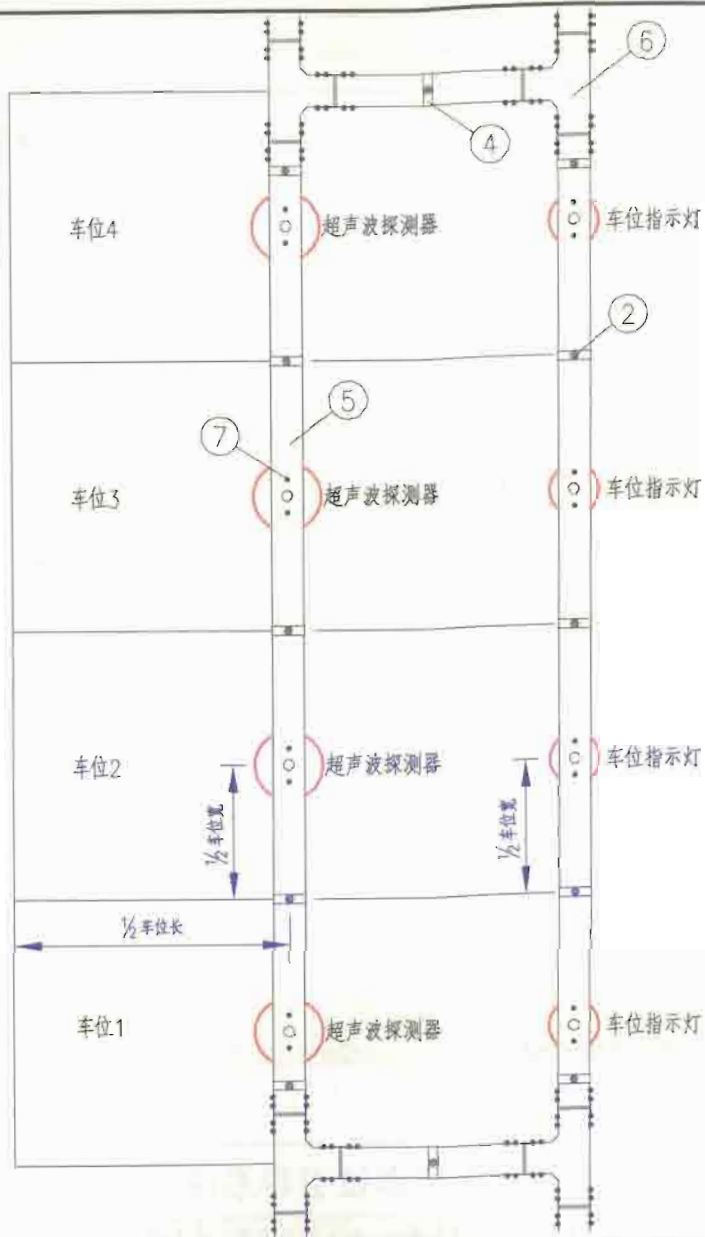 ⑥
④
车位4
超声波探测器
车位指示灯
②
⑤
⑦
车位3
超声波探测器
车位指示灯
车位2
超声波探测器
车位指示灯
½车位宽
½车位宽
½车位长
车位1
超声波探测器
车位指示灯